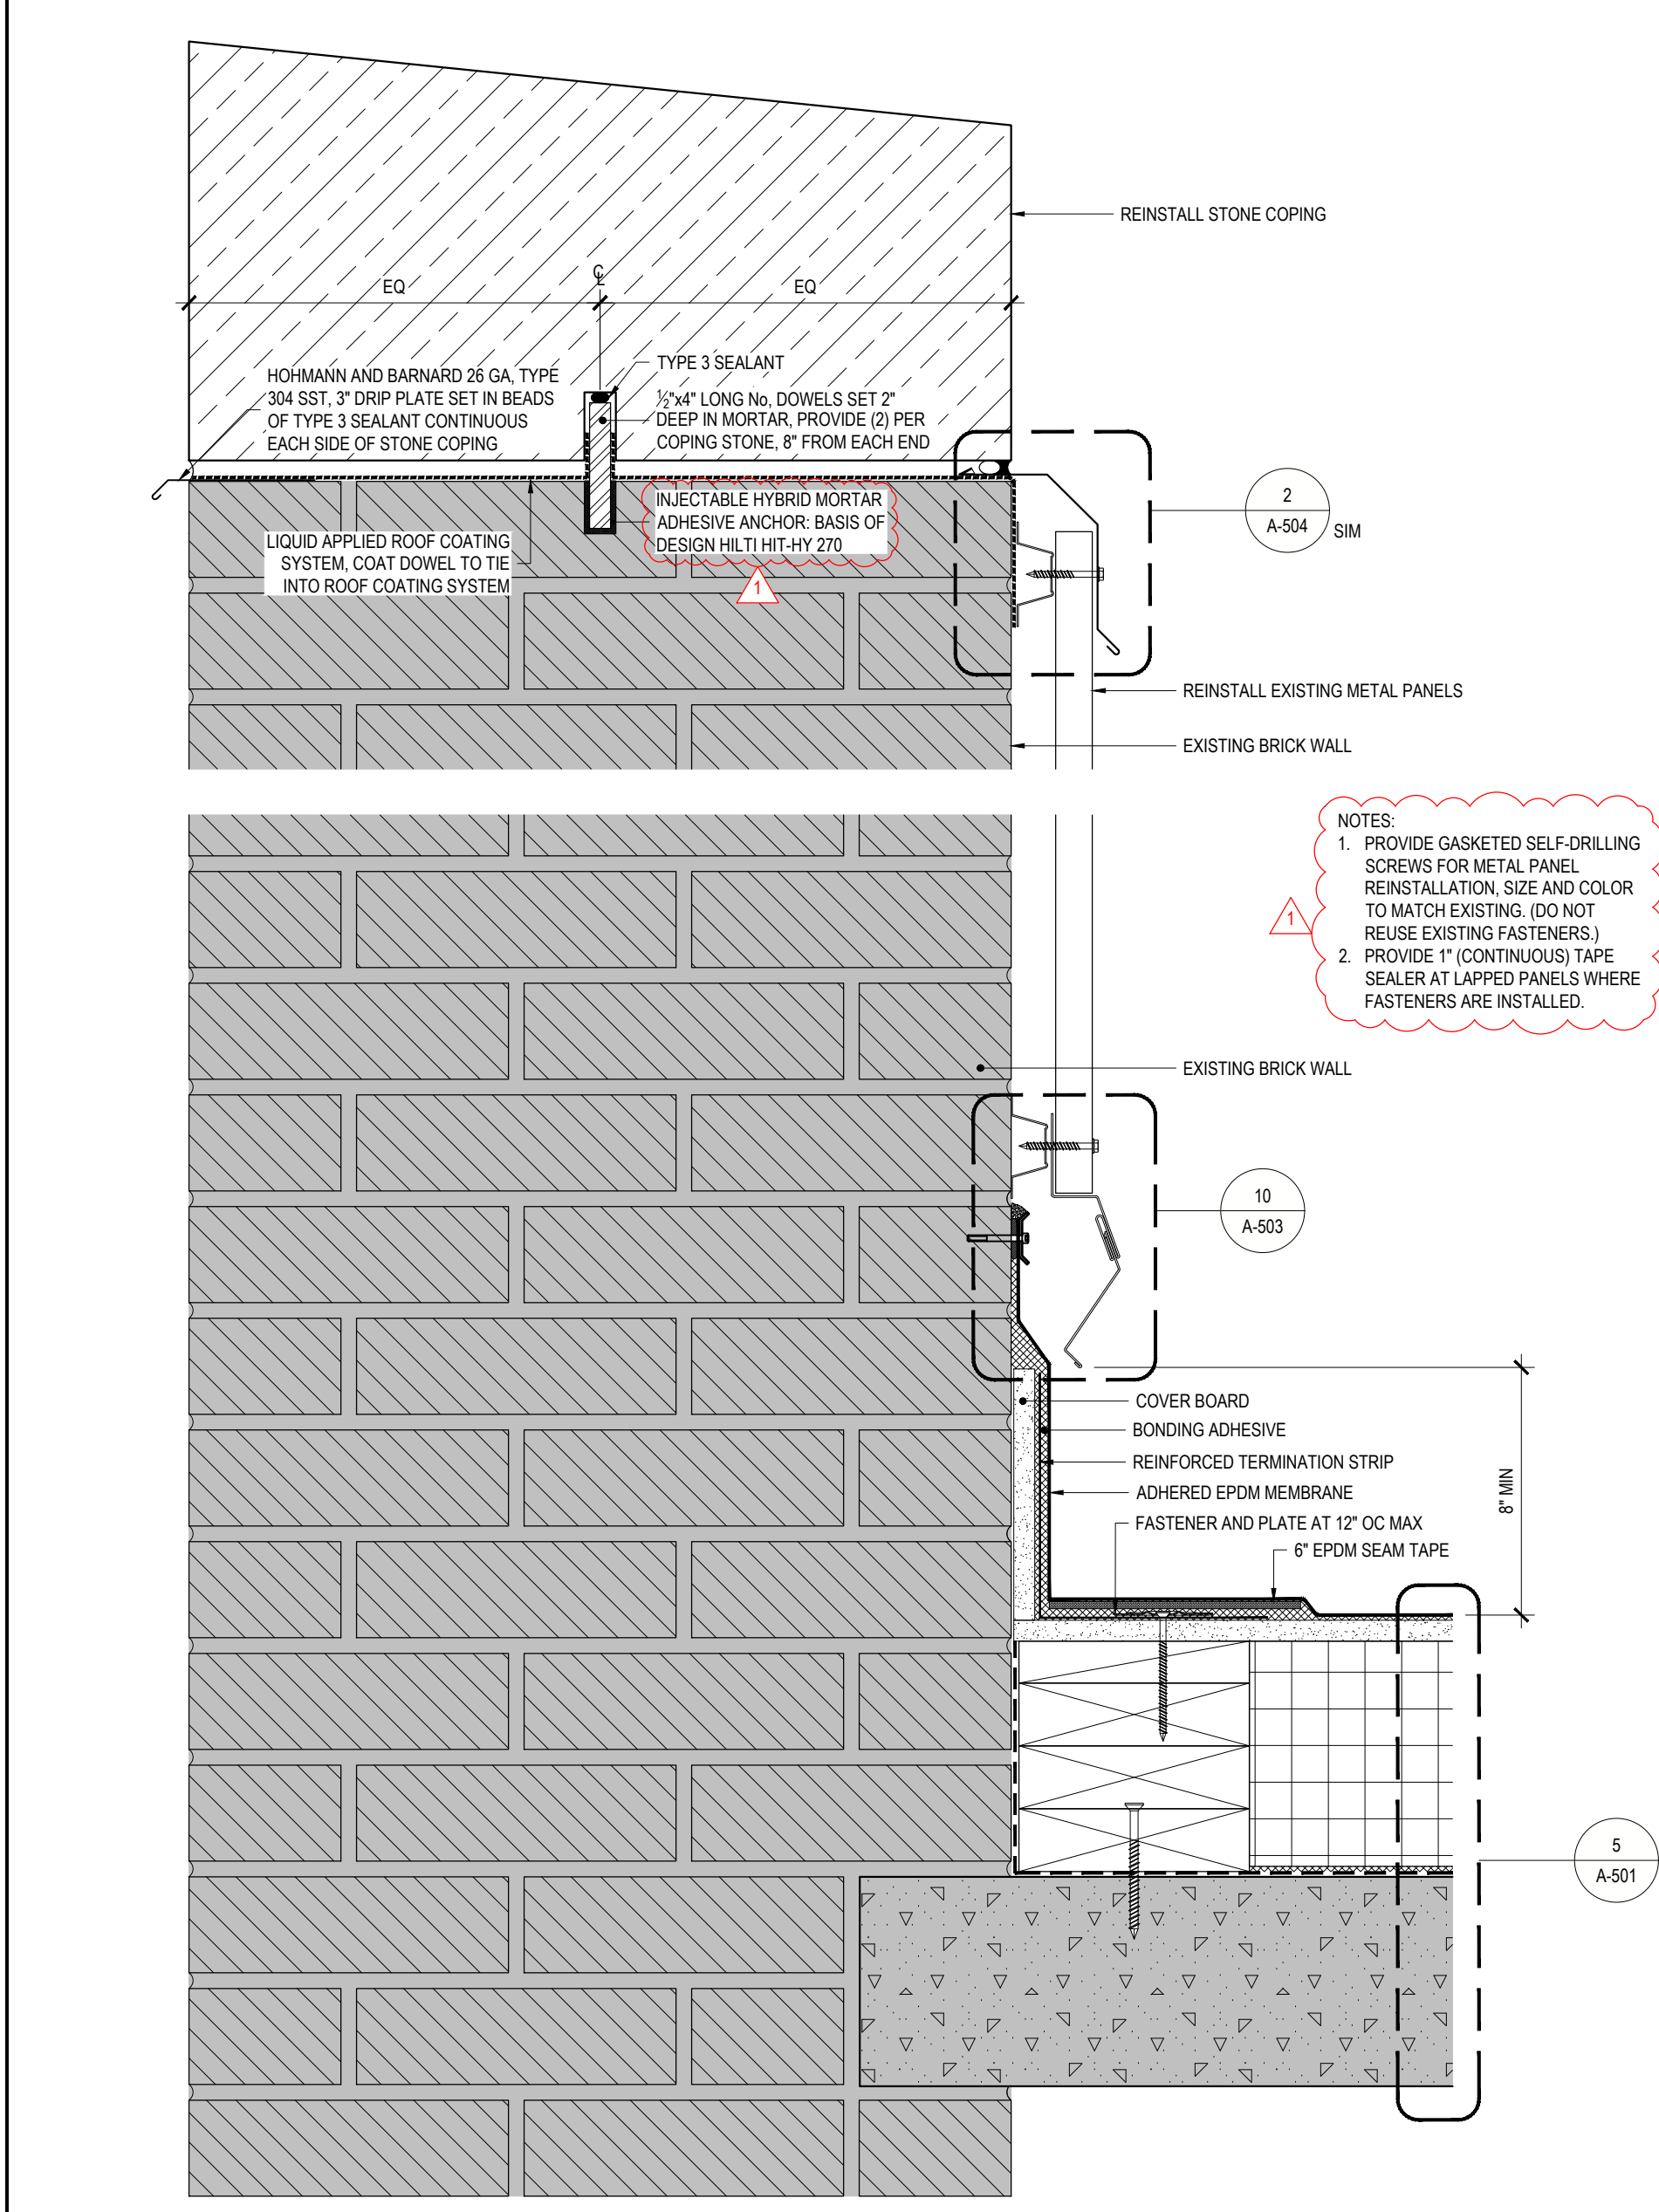 REINSTALL STONE COPING
EQ
℄
EQ
TYPE 3 SEALANT
HOHMANN AND BARNARD 26 GA, TYPE
304 SST, 3" DRIP PLATE SET IN BEADS
OF TYPE 3 SEALANT CONTINUOUS
EACH SIDE OF STONE COPING
½"x4" LONG No, DOWELS SET 2"
DEEP IN MORTAR, PROVIDE (2) PER
COPING STONE, 8" FROM EACH END
INJECTABLE HYBRID MORTAR
ADHESIVE ANCHOR: BASIS OF
DESIGN HILTI HIT-HY 270
1
LIQUID APPLIED ROOF COATING
SYSTEM, COAT DOWEL TO TIE
INTO ROOF COATING SYSTEM
2
A-504
SIM
REINSTALL EXISTING METAL PANELS
EXISTING BRICK WALL
NOTES:
1. PROVIDE GASKETED SELF-DRILLING
SCREWS FOR METAL PANEL
REINSTALLATION, SIZE AND COLOR
TO MATCH EXISTING. (DO NOT
REUSE EXISTING FASTENERS.)
2. PROVIDE 1" (CONTINUOUS) TAPE
SEALER AT LAPPED PANELS WHERE
FASTENERS ARE INSTALLED.
1
EXISTING BRICK WALL
10
A-503
COVER BOARD
BONDING ADHESIVE
REINFORCED TERMINATION STRIP
ADHERED EPDM MEMBRANE
FASTENER AND PLATE AT 12" OC MAX
6" EPDM SEAM TAPE
8" MIN
5
A-501